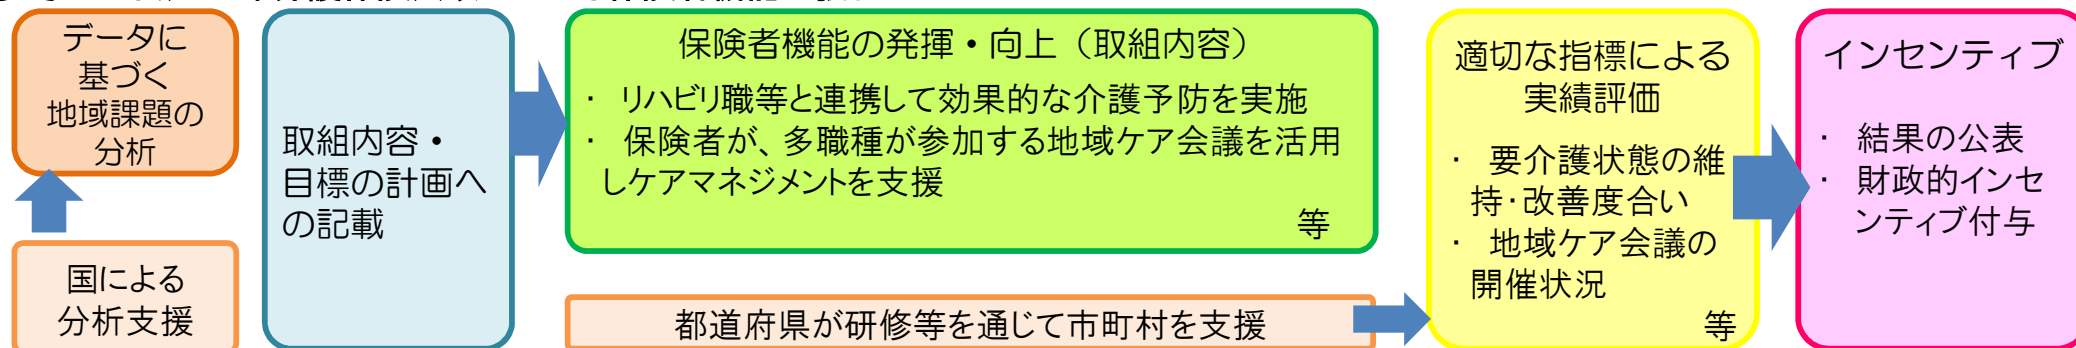 データに
基づく
地域課題の
分析
国による
分析支援
取組内容・
目標の計画へ
の記載
保険者機能の発揮・向上（取組内容）
・ リハビリ職等と連携して効果的な介護予防を実施
・ 保険者が、多職種が参加する地域ケア会議を活用
しケアマネジメントを支援
等
都道府県が研修等を通じて市町村を支援
適切な指標による
実績評価
・ 要介護状態の維
持・改善度合い
・ 地域ケア会議の
開催状況
等
インセンティブ
・ 結果の公表
・ 財政的インセ
ンティブ付与